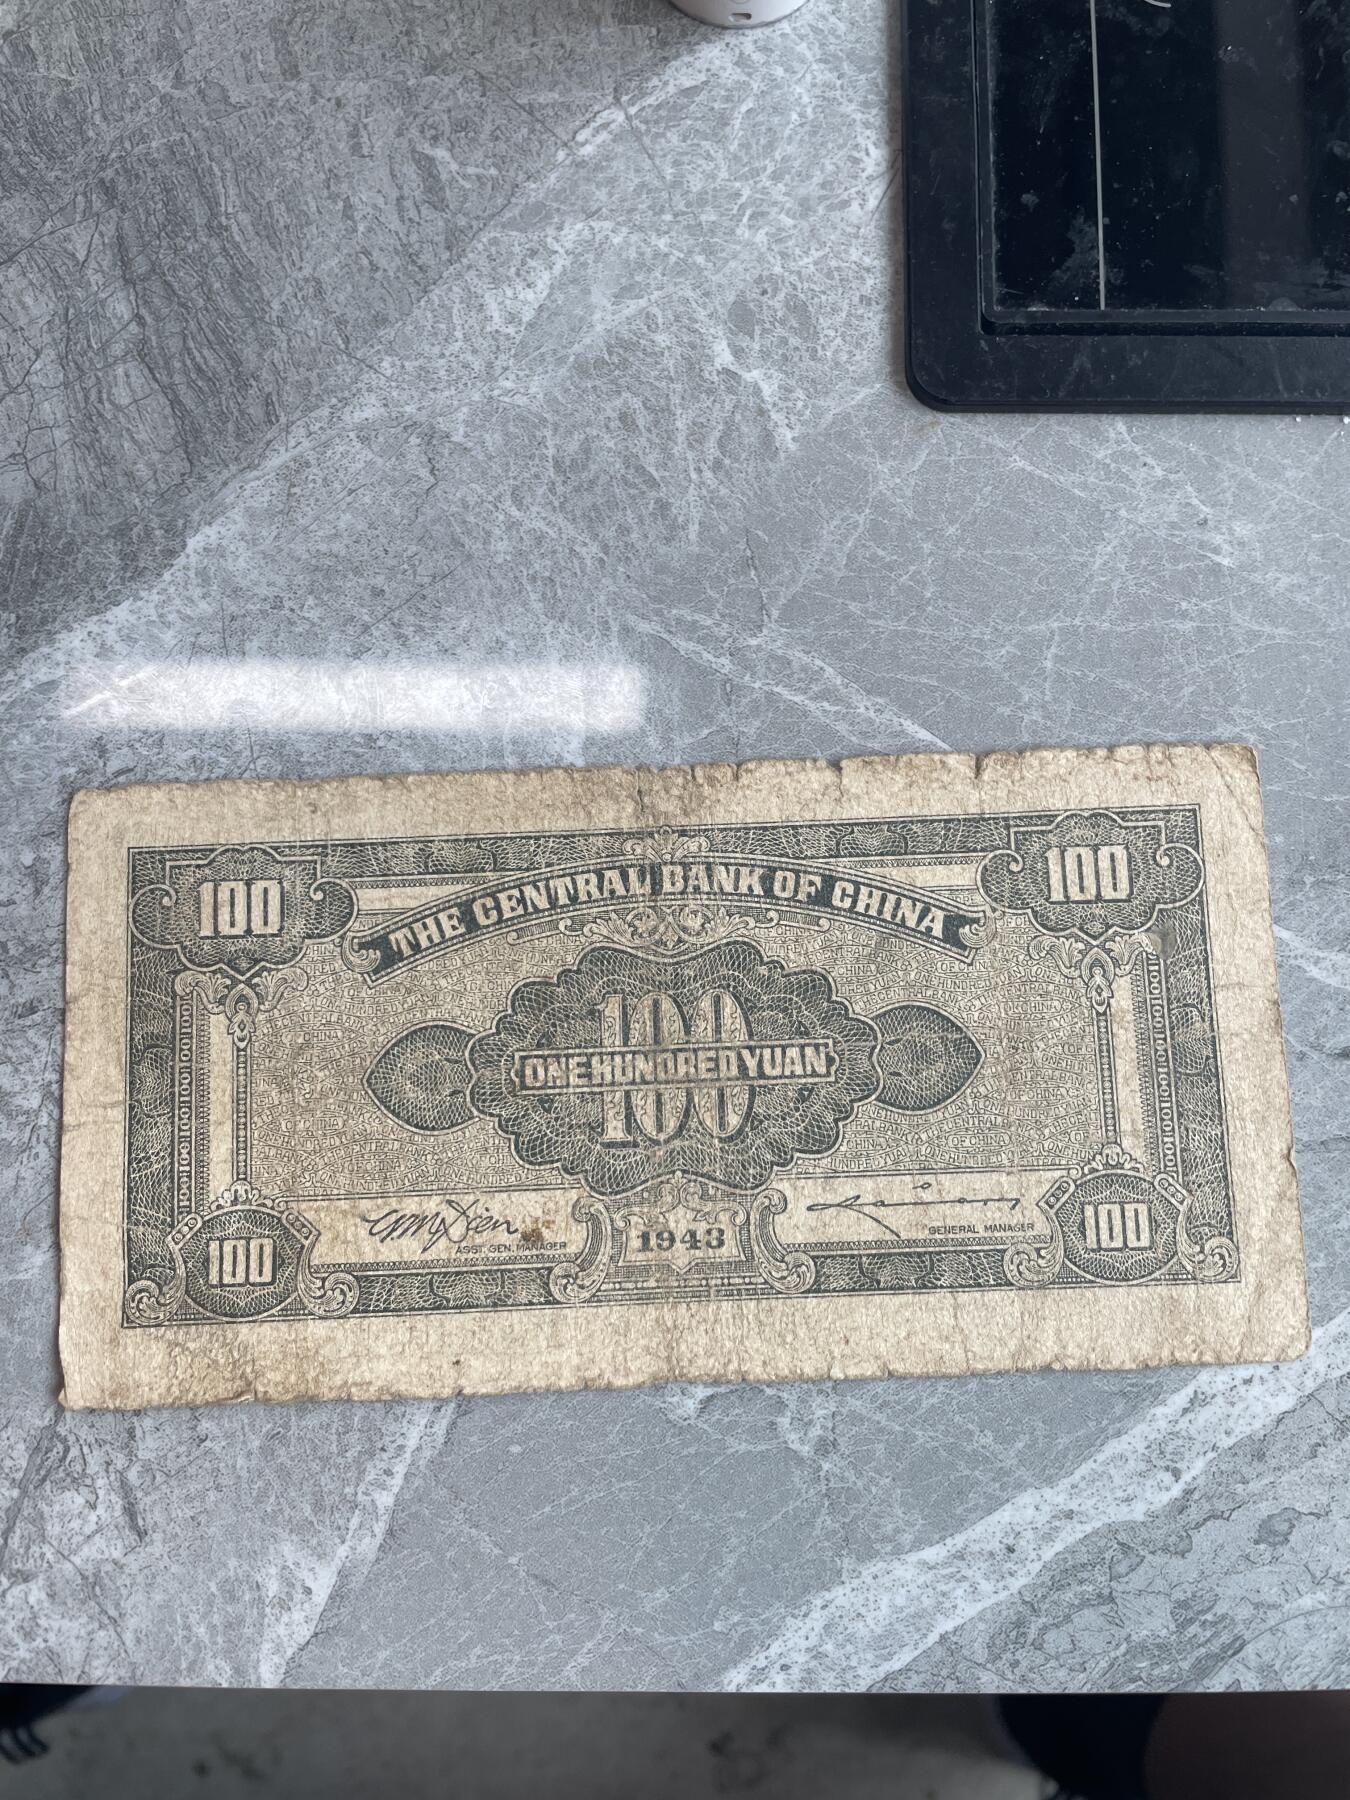 100 100
THE CENTRAL BANK OF CHINA
100
ONE HUNDRED YUAN
ASST. GEN. MANAGER
1943
GENERAL MANAGER
100 100